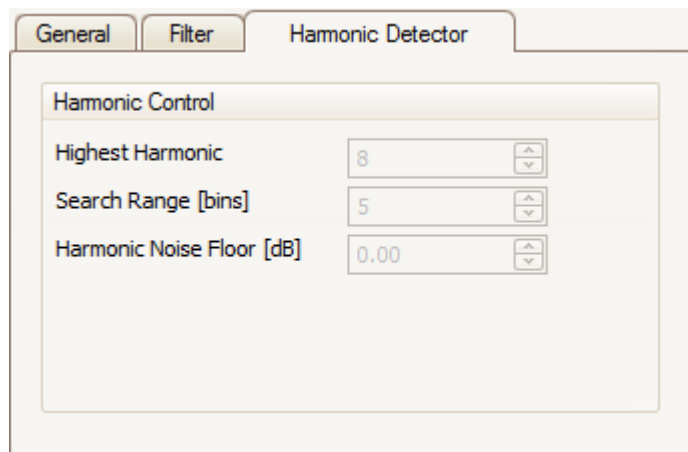 General Filter Harmonic Detector
Harmonic Control
Highest Harmonic 8
Search Range [bins] 5
Harmonic Noise Floor [dB] 0.00